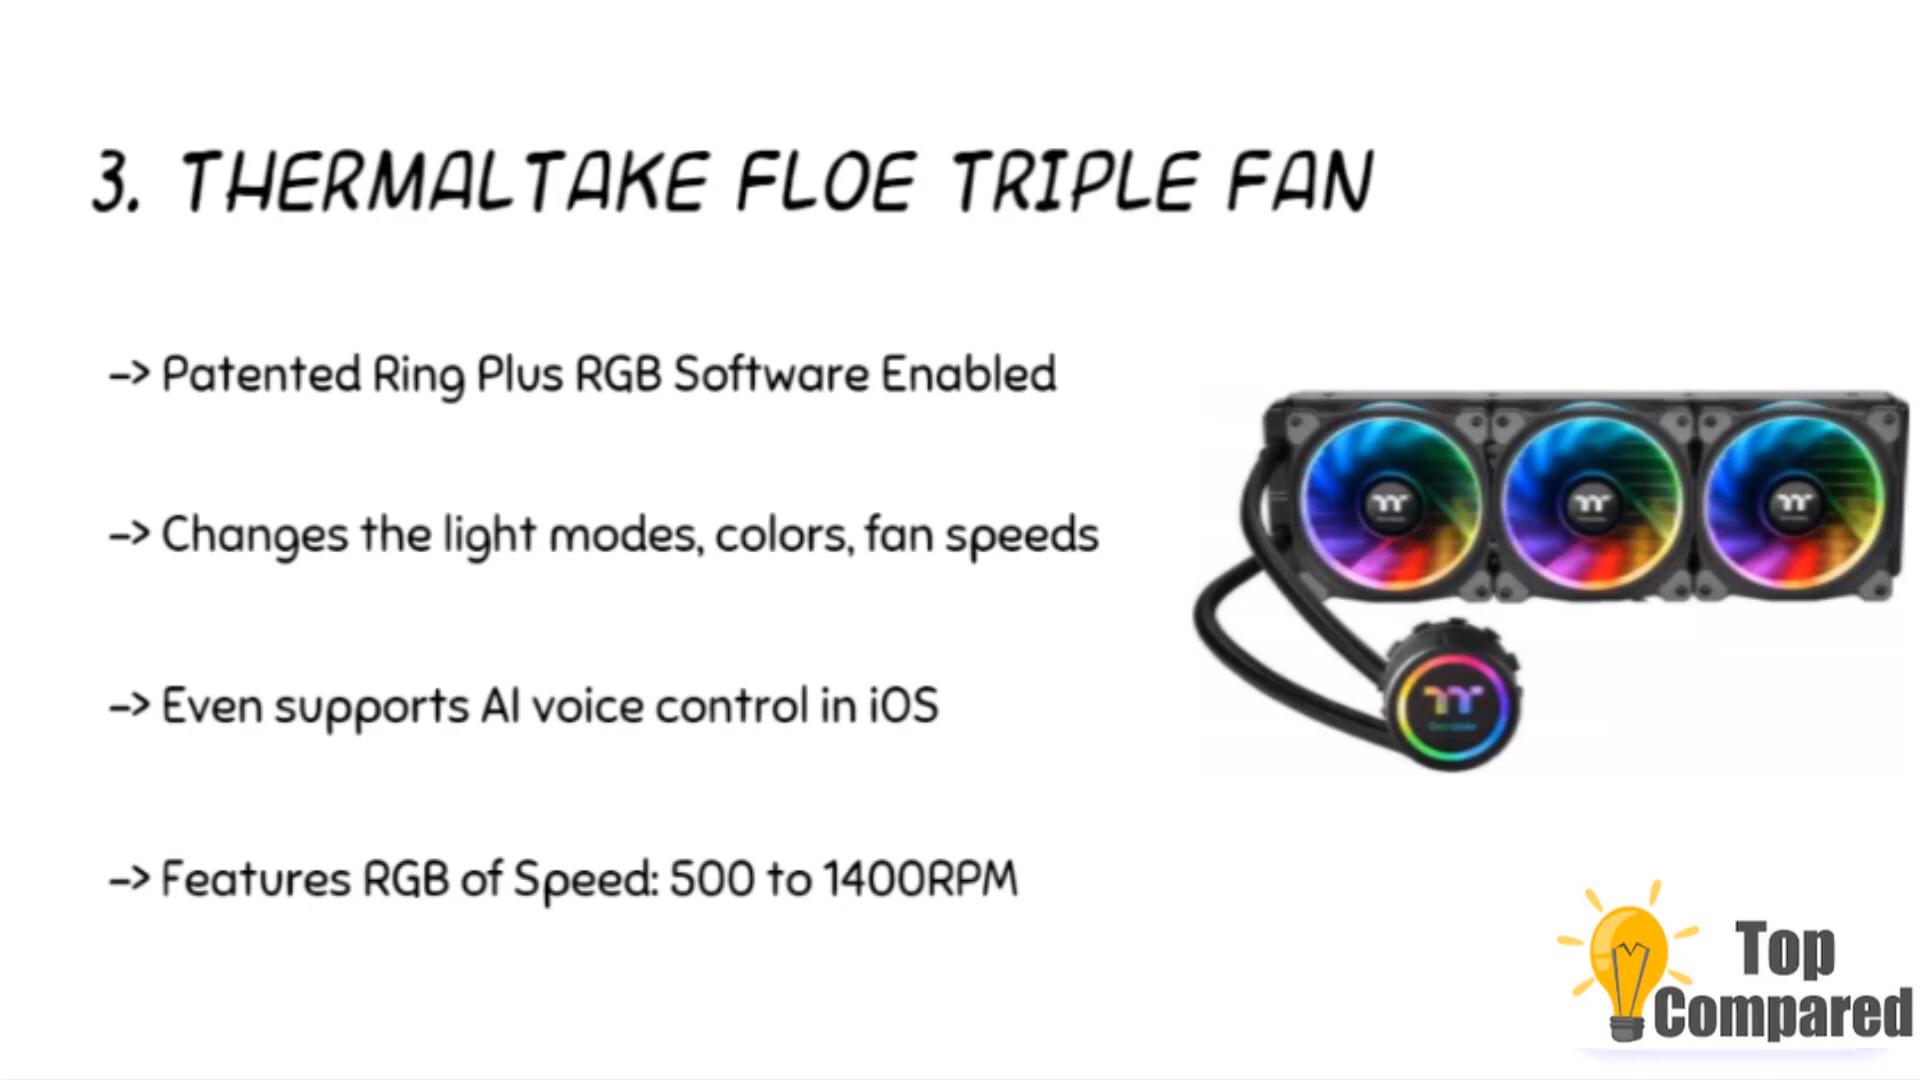 3. THERMALTAKE FLOE TRIPLE FAN
-> Patented Ring Plus RGB Software Enabled
-> Changes the light modes, colors, fan speeds
-> Even supports AI voice control in iOS
-> Features RGB of Speed: 500 to 1400RPM
Top
Compared